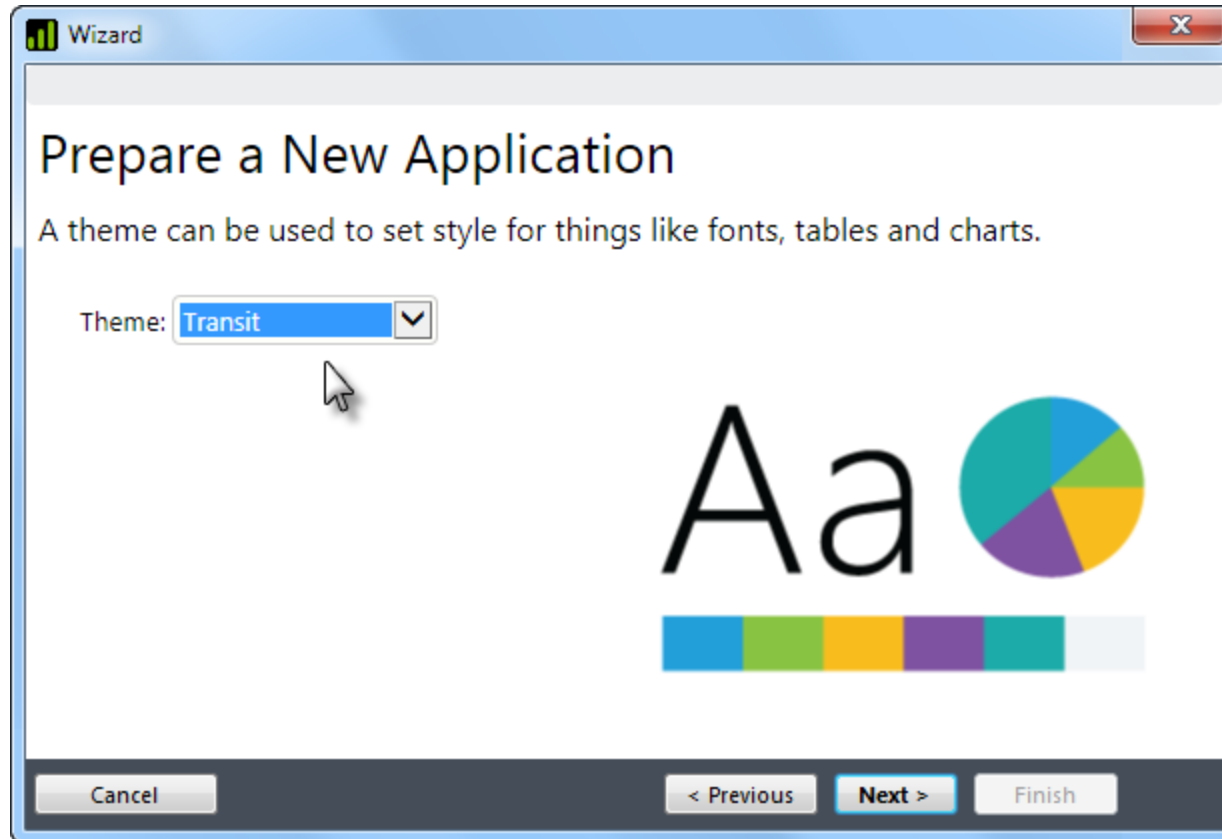 Wizard
Prepare a New Application
A theme can be used to set style for things like fonts, tables and charts.
Theme: Transit
Aa
Cancel
< Previous
Next >
Finish